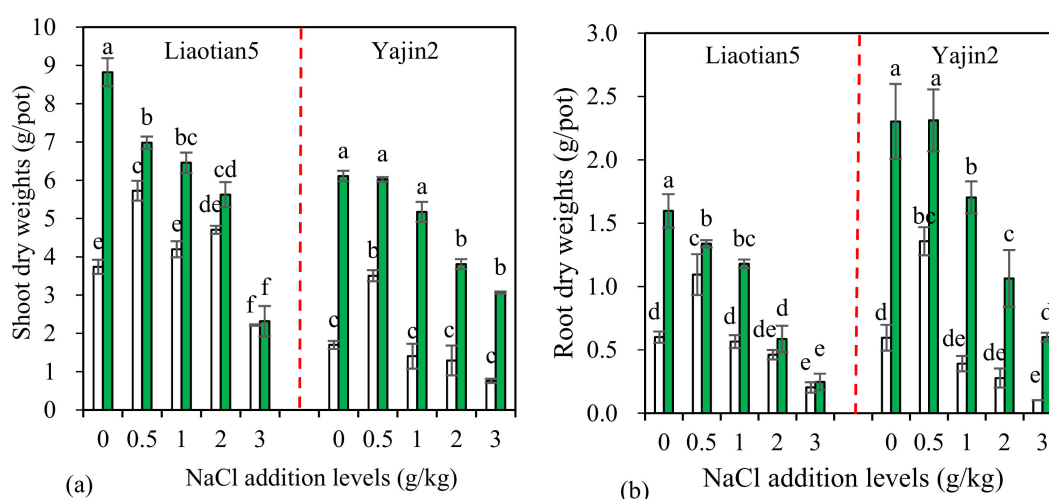 Shoot dry weights (g/pot)
10
9
8
7
6
5
4
3
2
1
0
Liaotian5
Yajin2
e a c b e bc de cd f f
c a b a c a c b c b
0 0.5 1 2 3 0 0.5 1 2 3
NaCl addition levels (g/kg)
(a)
Root dry weights (g/pot)
3.0
2.5
2.0
1.5
1.0
0.5
0.0
Liaotian5
Yajin2
d a c b d bc de d e e
d a bc a de b de c e d
0 0.5 1 2 3 0 0.5 1 2 3
NaCl addition levels (g/kg)
(b)